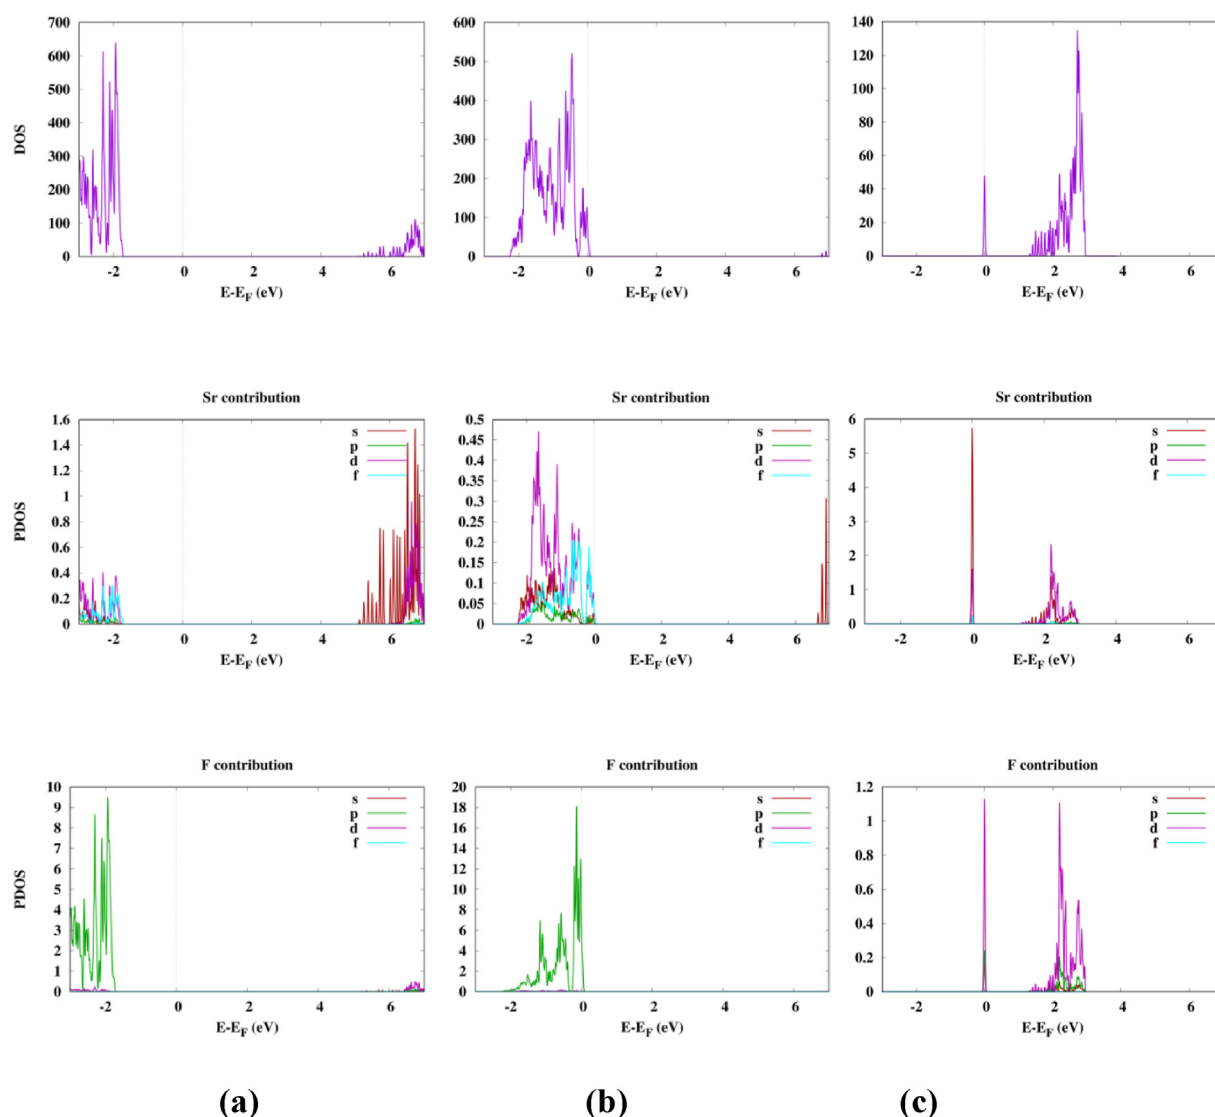 DOS
700
600
500
400
300
200
100
0
-2 0 2 4 6
E-EF (eV)
600
500
400
300
200
100
0
-2 0 2 4 6
E-EF (eV)
140
120
100
80
60
40
20
0
-2 0 2 4 6
E-EF (eV)
Sr contribution
PDOS
1.6
1.4
1.2
1
0.8
0.6
0.4
0.2
0
s
p
d
f
-2 0 2 4 6
E-EF (eV)
Sr contribution
0.5
0.45
0.4
0.35
0.3
0.25
0.2
0.15
0.1
0.05
0
s
p
d
f
-2 0 2 4 6
E-EF (eV)
Sr contribution
6
5
4
3
2
1
0
s
p
d
f
-2 0 2 4 6
E-EF (eV)
F contribution
PDOS
10
9
8
7
6
5
4
3
2
1
0
s
p
d
f
-2 0 2 4 6
E-EF (eV)
F contribution
20
18
16
14
12
10
8
6
4
2
0
s
p
d
f
-2 0 2 4 6
E-EF (eV)
F contribution
1.2
1
0.8
0.6
0.4
0.2
0
s
p
d
f
-2 0 2 4 6
E-EF (eV)
(a) (b) (c)